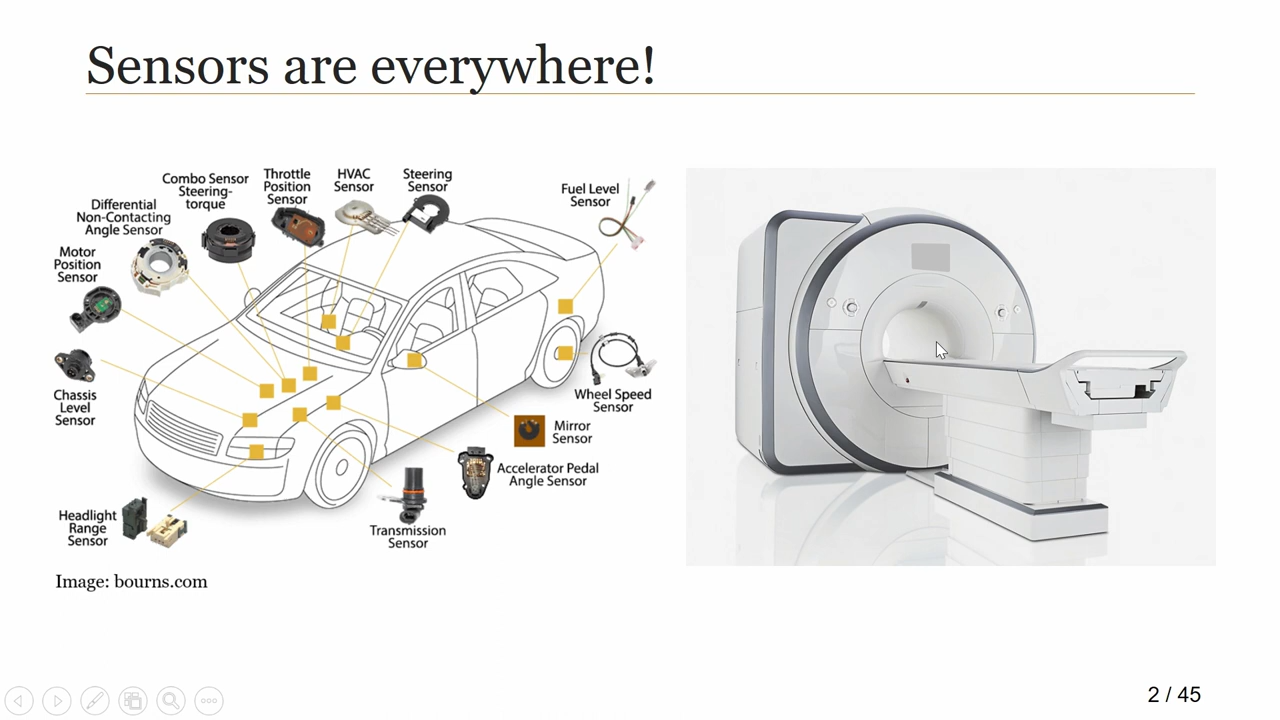 Sensors are everywhere!
Combo Sensor
Steering-
torque
Throttle
Position
Sensor
HVAC
Sensor
Steering
Sensor
Fuel Level
Sensor
Differential
Non-Contacting
Angle Sensor
Motor
Position
Sensor
Chassis
Level
Sensor
Wheel Speed
Sensor
Mirror
Sensor
Accelerator Pedal
Angle Sensor
Headlight
Range
Sensor
Transmission
Sensor
Image: bourns.com
2 / 45